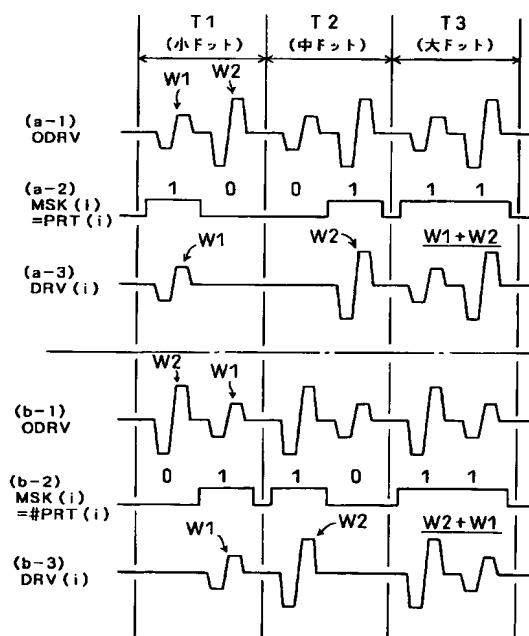 T1 T2 T3
(小ドット) (中ドット) (大ドット)
W1 W2
(a-1)
ODRV
(a-2) 1 0 0 1 1 1
MSK(i)
=PRT(i)
W1 W2 W1+W2
(a-3)
DRV(i)
W2 W1
(b-1)
ODRV
(b-2) 0 1 1 0 1 1
MSK(i)
=#PRT(i)
W1 W2 W2+W1
(b-3)
DRV(i)